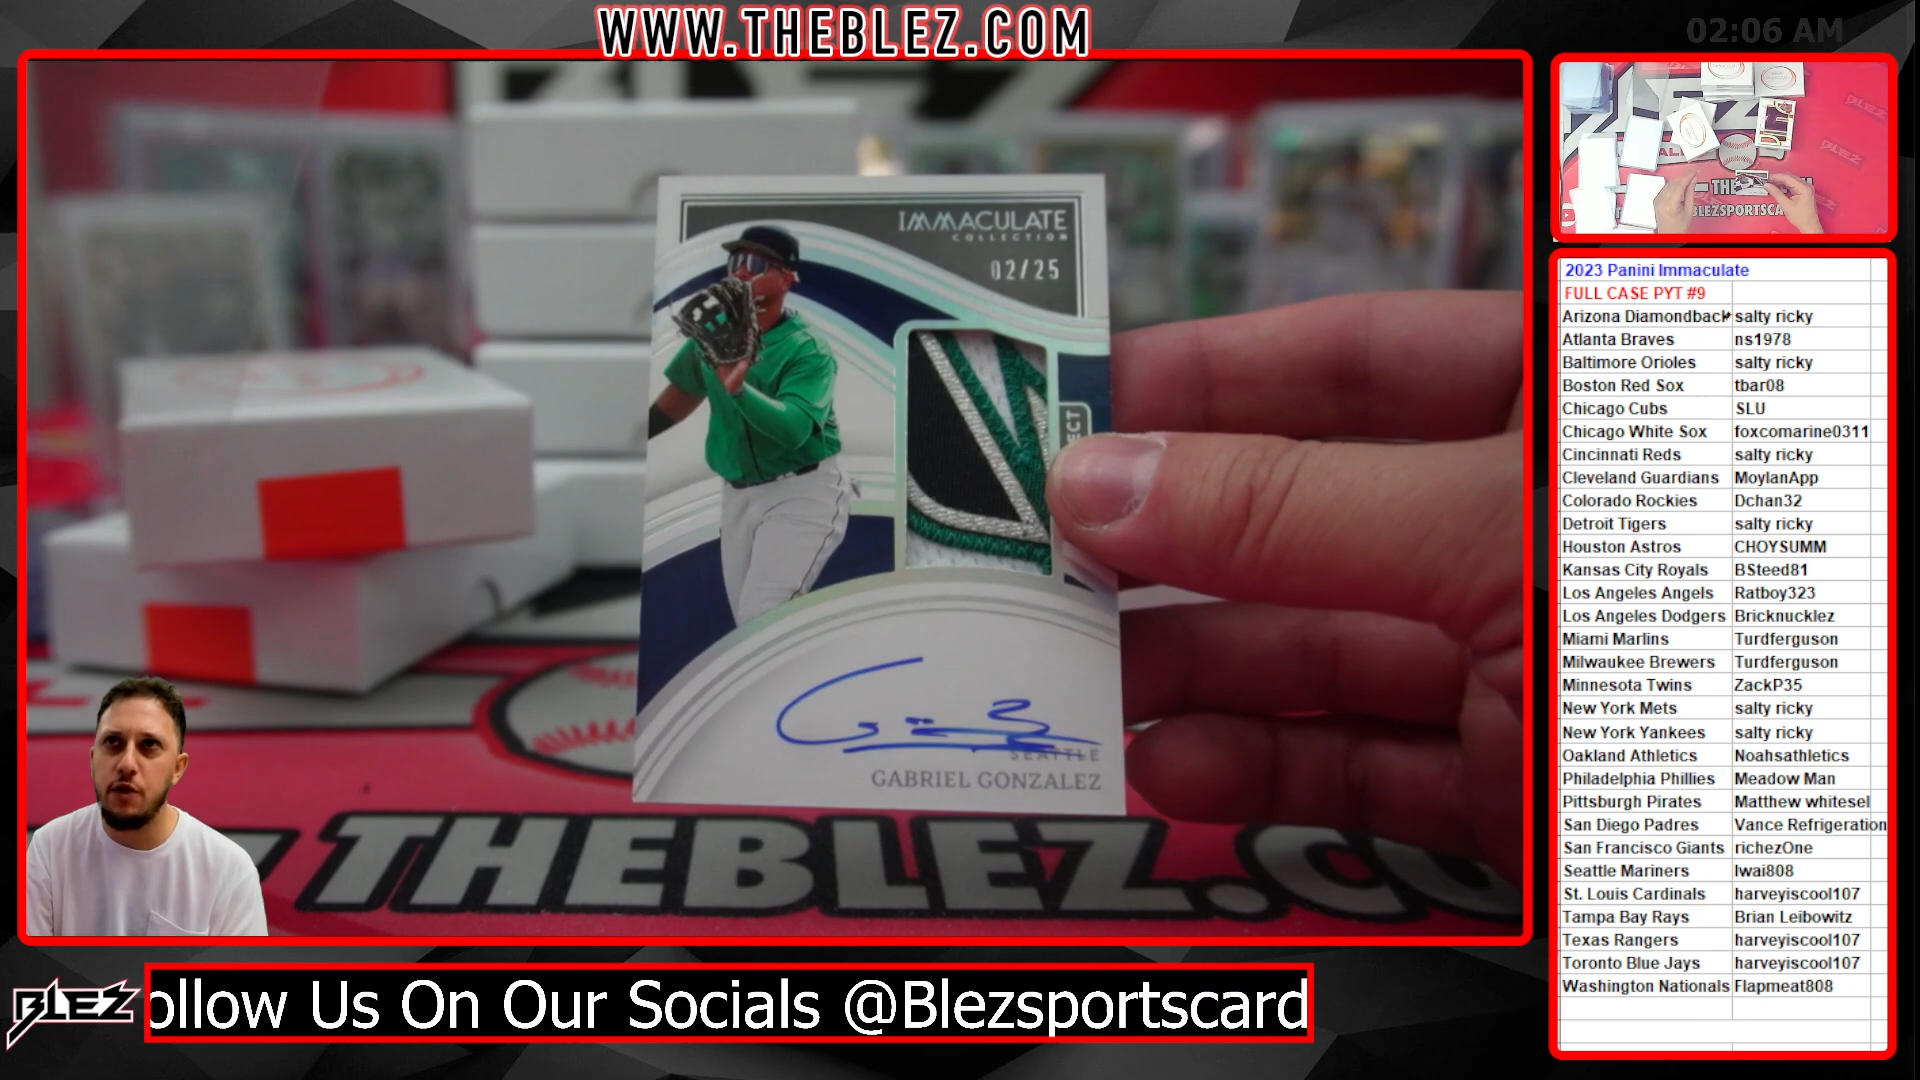 WWW.THEBLEZ.COM
02:06 AM
IMMACULATE
COLLECTION
02/25
ECT
SEATTLE
GABRIEL GONZALEZ
THEBLEZ.CO
BLEZ
ollow Us On Our Socials @Blezsportscard
BLEZ
BLEZ
THE
BLEZSPORTSCA
2023 Panini Immaculate
FULL CASE PYT #9
Arizona Diamondback salty ricky
Atlanta Braves ns1978
Baltimore Orioles salty ricky
Boston Red Sox tbar08
Chicago Cubs SLU
Chicago White Sox foxcomarine0311
Cincinnati Reds salty ricky
Cleveland Guardians MoylanApp
Colorado Rockies Dchan32
Detroit Tigers salty ricky
Houston Astros CHOYSUMM
Kansas City Royals BSteed81
Los Angeles Angels Ratboy323
Los Angeles Dodgers Bricknucklez
Miami Marlins Turdferguson
Milwaukee Brewers Turdferguson
Minnesota Twins ZackP35
New York Mets salty ricky
New York Yankees salty ricky
Oakland Athletics Noahsathletics
Philadelphia Phillies Meadow Man
Pittsburgh Pirates Matthew whitesel
San Diego Padres Vance Refrigeration
San Francisco Giants richezOne
Seattle Mariners lwai808
St. Louis Cardinals harveyiscool107
Tampa Bay Rays Brian Leibowitz
Texas Rangers harveyiscool107
Toronto Blue Jays harveyiscool107
Washington Nationals Flapmeat808